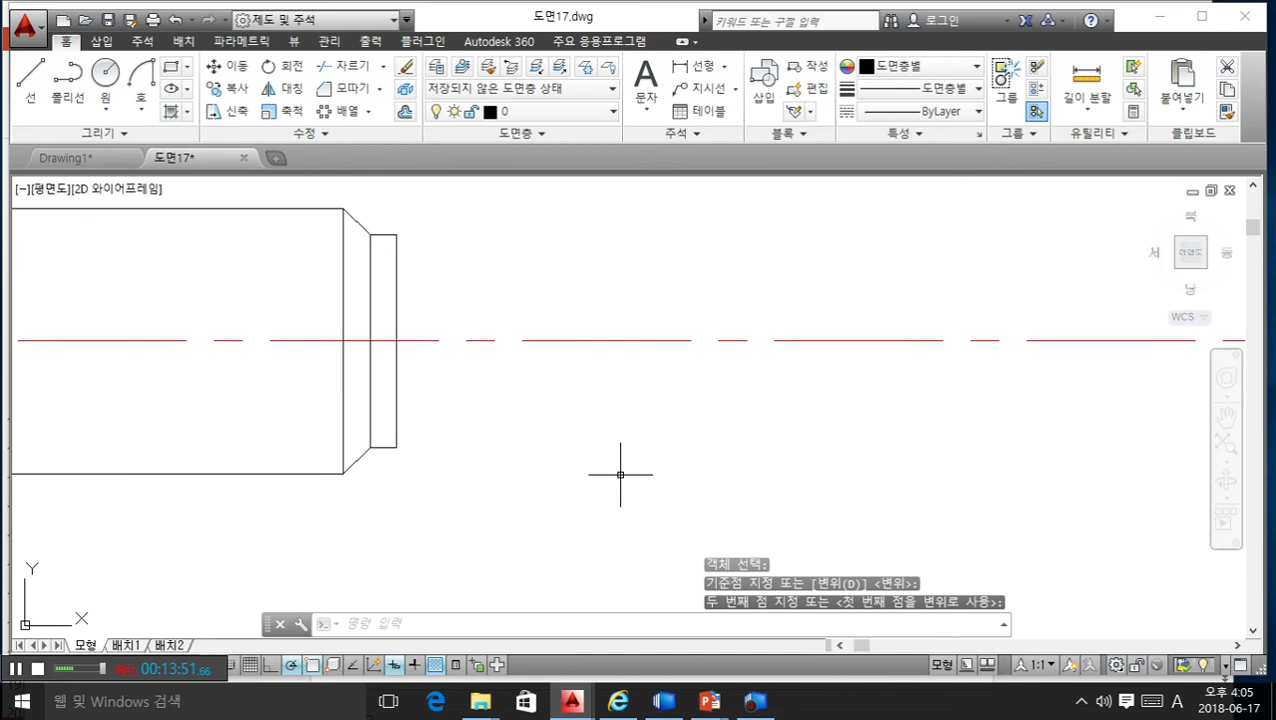 제도 및 주석
도면17.dwg
키워드 또는 구절 입력
로그인
홈 삽입 주석 배치 파라메트릭 뷰 관리 출력 플러그인 Autodesk 360 주요 응용프로그램
선 폴리선 원 호
이동 회전 자르기
복사 대칭 모깎기
신축 축척 배열
저장되지 않은 도면층 상태
0
A
문자
선형
지시선
테이블
삽입
작성
편집
도면층별
도면층별
ByLayer
그룹
길이 분할
붙여넣기
그리기 수정 도면층 주석 블록 특성 그룹 유틸리티 클립보드
Drawing1* 도면17*
[−][평면도][2D 와이어프레임]
북
서
동
남
WCS
객체 선택:
기준점 지정 또는 [변위(D)] <변위>:
두 번째 점 지정 또는 <첫 번째 점을 변위로 사용>:
Y
X
명령 입력
모형 배치1 배치2
REC 00:13:51.66
모형
1:1
웹 및 Windows 검색
A
오후 4:05
2018-06-17